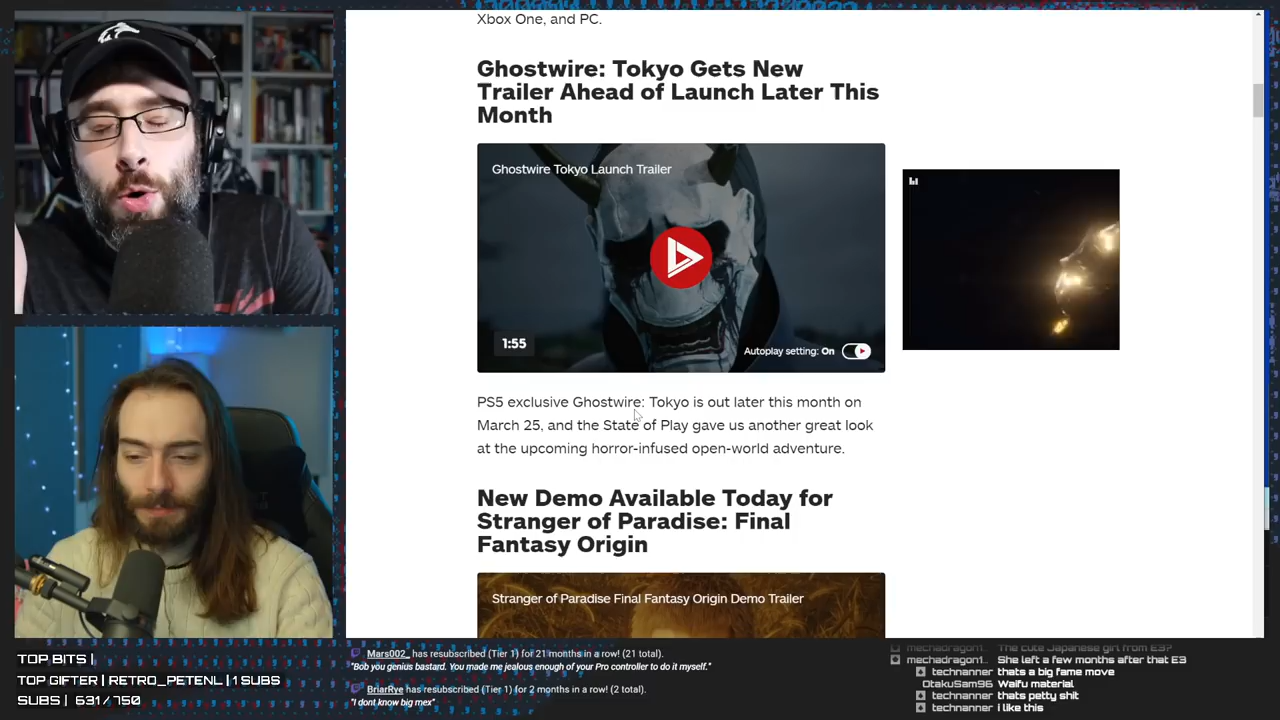 Xbox One, and PC.
Ghostwire: Tokyo Gets New
Trailer Ahead of Launch Later This
Month
Ghostwire Tokyo Launch Trailer
1:55
Autoplay setting: On
PS5 exclusive Ghostwire: Tokyo is out later this month on
March 25, and the State of Play gave us another great look
at the upcoming horror-infused open-world adventure.
New Demo Available Today for
Stranger of Paradise: Final
Fantasy Origin
Stranger of Paradise Final Fantasy Origin Demo Trailer
TOP BITS |
TOP GIFTER | RETRO_PETENL | 1 SUBS
SUBS | 631/750
Mars002_ has resubscribed (Tier 1) for 21 months in a row! (21 total).
"Bob you genius bastard. You made me jealous enough of your Pro controller to do it myself."
BriarRye has resubscribed (Tier 1) for 2 months in a row! (2 total).
"I dont know big mex"
The cute Japanese girl from E3?
mechadragon1... She left a few months after that E3
technanner thats a big fame move
OtakuSam96 Waifu material
technanner thats petty shit
technanner i like this